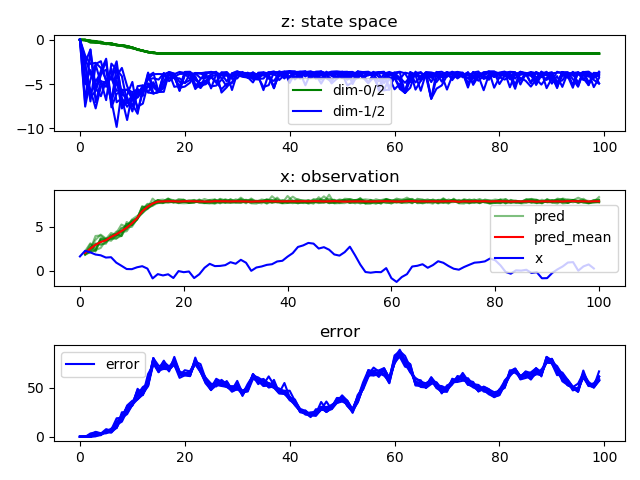 z: state space
0
−5
−10
dim-0/2
dim-1/2
0 20 40 60 80 100
x: observation
5
0
pred
pred_mean
x
0 20 40 60 80 100
error
50
0
error
0 20 40 60 80 100